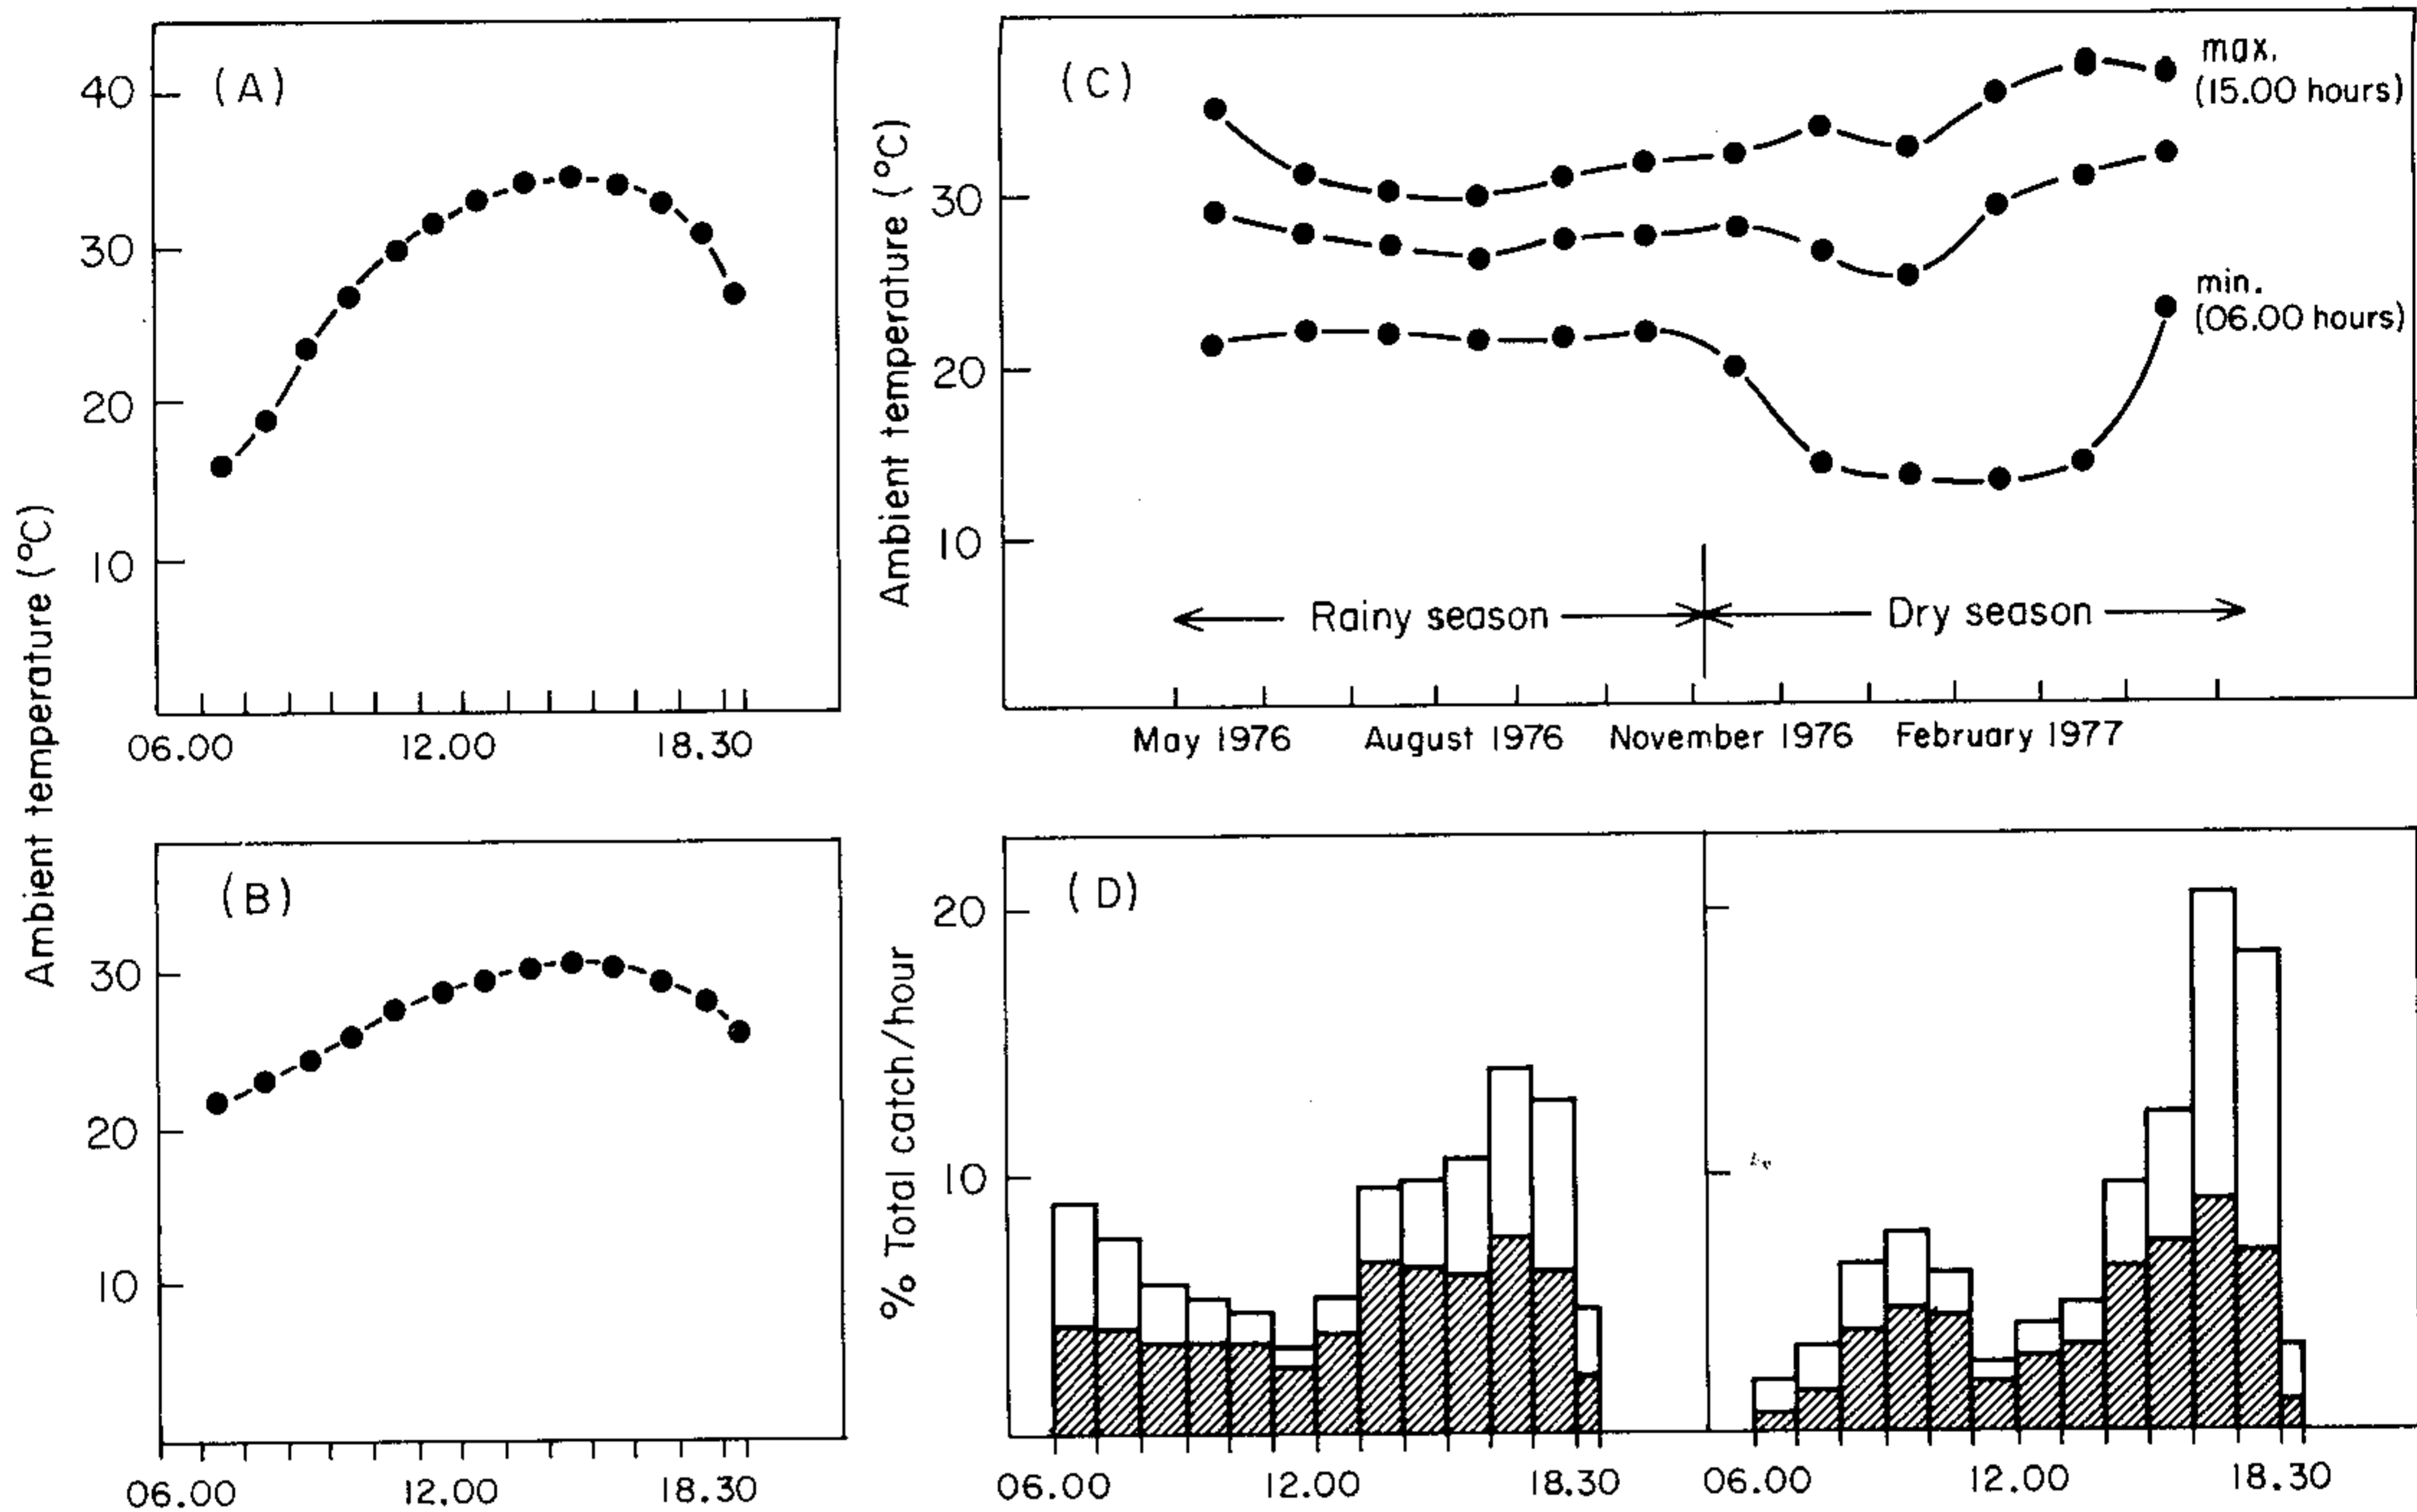 Ambient temperature (°C)
(A)
40
30
20
10
06.00 12.00 18.30
(B)
30
20
10
06.00 12.00 18.30
Ambient temperature (°C)
(C)
30
20
10
max.
(15.00 hours)
min.
(06.00 hours)
Rainy season
Dry season
May 1976 August 1976 November 1976 February 1977
% Total catch/hour
(D)
20
10
06.00 12.00 18.30 06.00 12.00 18.30